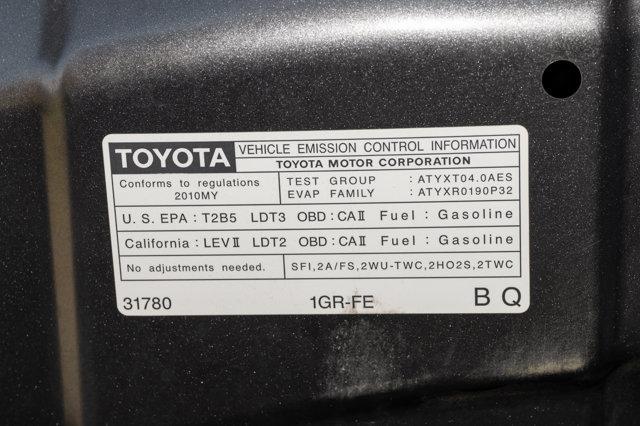 TOYOTA VEHICLE EMISSION CONTROL INFORMATION
TOYOTA MOTOR CORPORATION
Conforms to regulations
2010MY
TEST GROUP : ATYXT04.0AES
EVAP FAMILY : ATYXR0190P32
U. S. EPA : T2B5 LDT3 OBD : CAⅡ Fuel : Gasoline
California : LEVⅡ LDT2 OBD : CAⅡ Fuel : Gasoline
No adjustments needed.
SFI,2A/FS,2WU-TWC,2HO2S,2TWC
31780 1GR-FE B Q